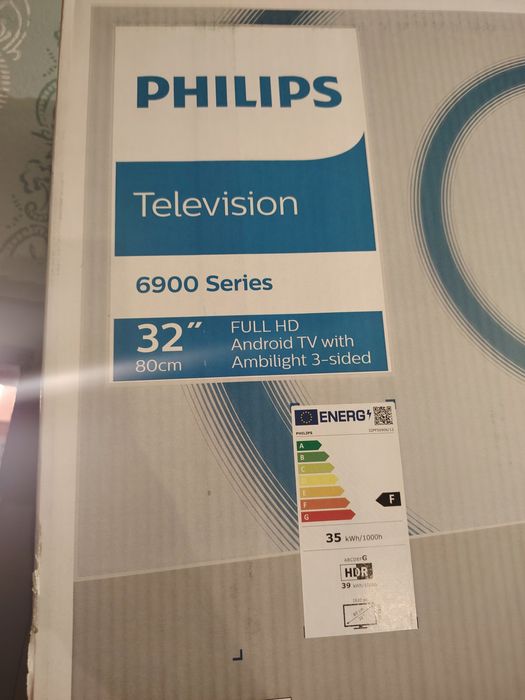 PHILIPS
Television
6900 Series
32"
80cm
FULL HD
Android TV with
Ambilight 3-sided
ENERG
PHILIPS
A
B
C
D
E
F
G
F
35 kWh/1000h
ABCDEFG
HDR
39 kWh/1000h